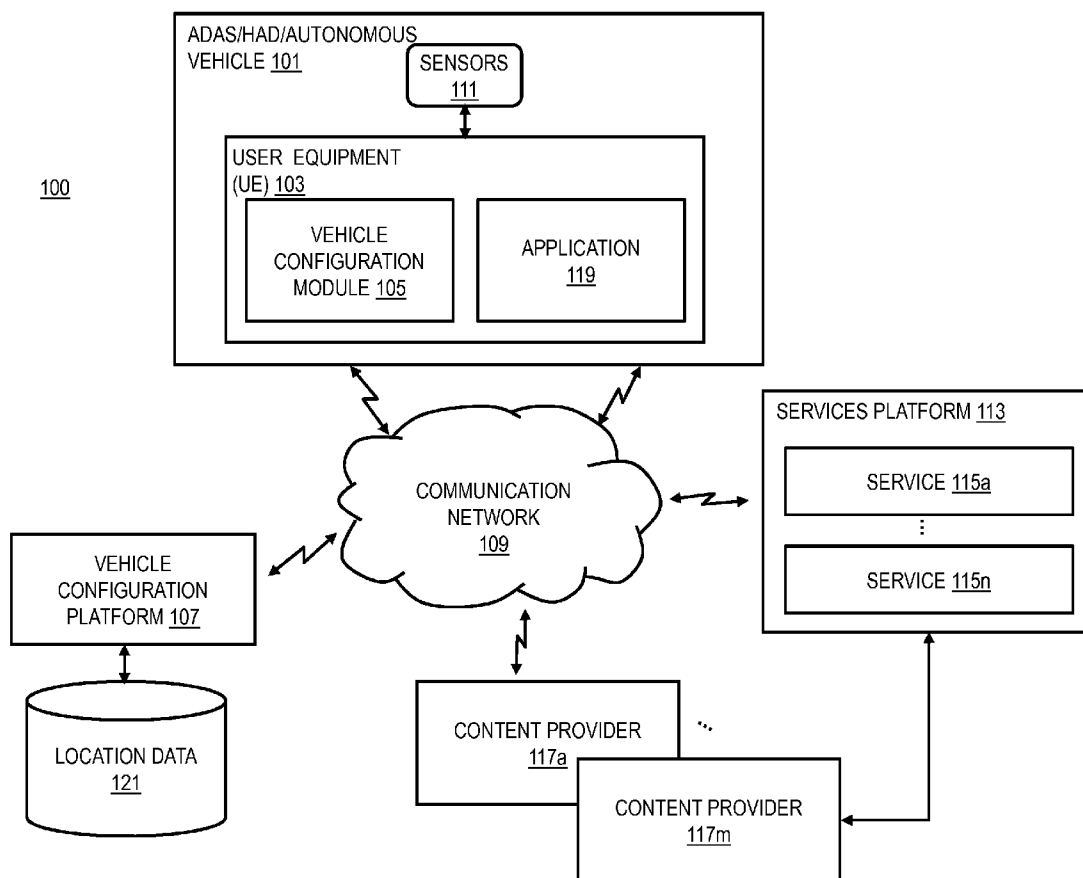 ADAS/HAD/AUTONOMOUS
VEHICLE 101
SENSORS
111
USER EQUIPMENT
(UE) 103
100
VEHICLE
CONFIGURATION
MODULE 105
APPLICATION
119
SERVICES PLATFORM 113
SERVICE 115a
...
SERVICE 115n
COMMUNICATION
NETWORK
109
VEHICLE
CONFIGURATION
PLATFORM 107
LOCATION DATA
121
CONTENT PROVIDER
117a
...
CONTENT PROVIDER
117m